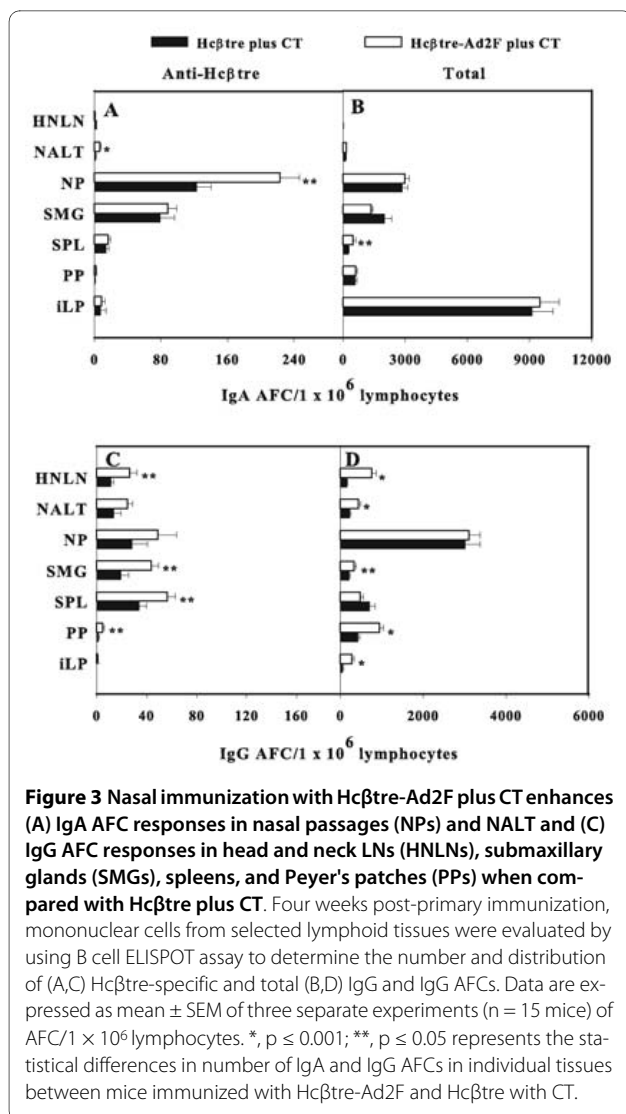 Hcβtre plus CT Hcβtre-Ad2F plus CT
Anti-Hcβtre Total
A B
HNLN
NALT *
NP **
SMG
SPL **
PP
iLP
0 80 160 240 0 3000 6000 9000 12000
IgA AFC/1 x 10⁶ lymphocytes
C D
HNLN ** *
NALT *
NP
SMG ** **
SPL **
PP ** *
iLP *
0 40 80 120 160 0 2000 4000 6000
IgG AFC/1 x 10⁶ lymphocytes
Figure 3 Nasal immunization with Hcβtre-Ad2F plus CT enhances
(A) IgA AFC responses in nasal passages (NPs) and NALT and (C)
IgG AFC responses in head and neck LNs (HNLNs), submaxillary
glands (SMGs), spleens, and Peyer's patches (PPs) when com-
pared with Hcβtre plus CT. Four weeks post-primary immunization,
mononuclear cells from selected lymphoid tissues were evaluated by
using B cell ELISPOT assay to determine the number and distribution
of (A,C) Hcβtre-specific and total (B,D) IgG and IgG AFCs. Data are ex-
pressed as mean ± SEM of three separate experiments (n = 15 mice) of
AFC/1 × 10⁶ lymphocytes. *, p ≤ 0.001; **, p ≤ 0.05 represents the sta-
tistical differences in number of IgA and IgG AFCs in individual tissues
between mice immunized with Hcβtre-Ad2F and Hcβtre with CT.